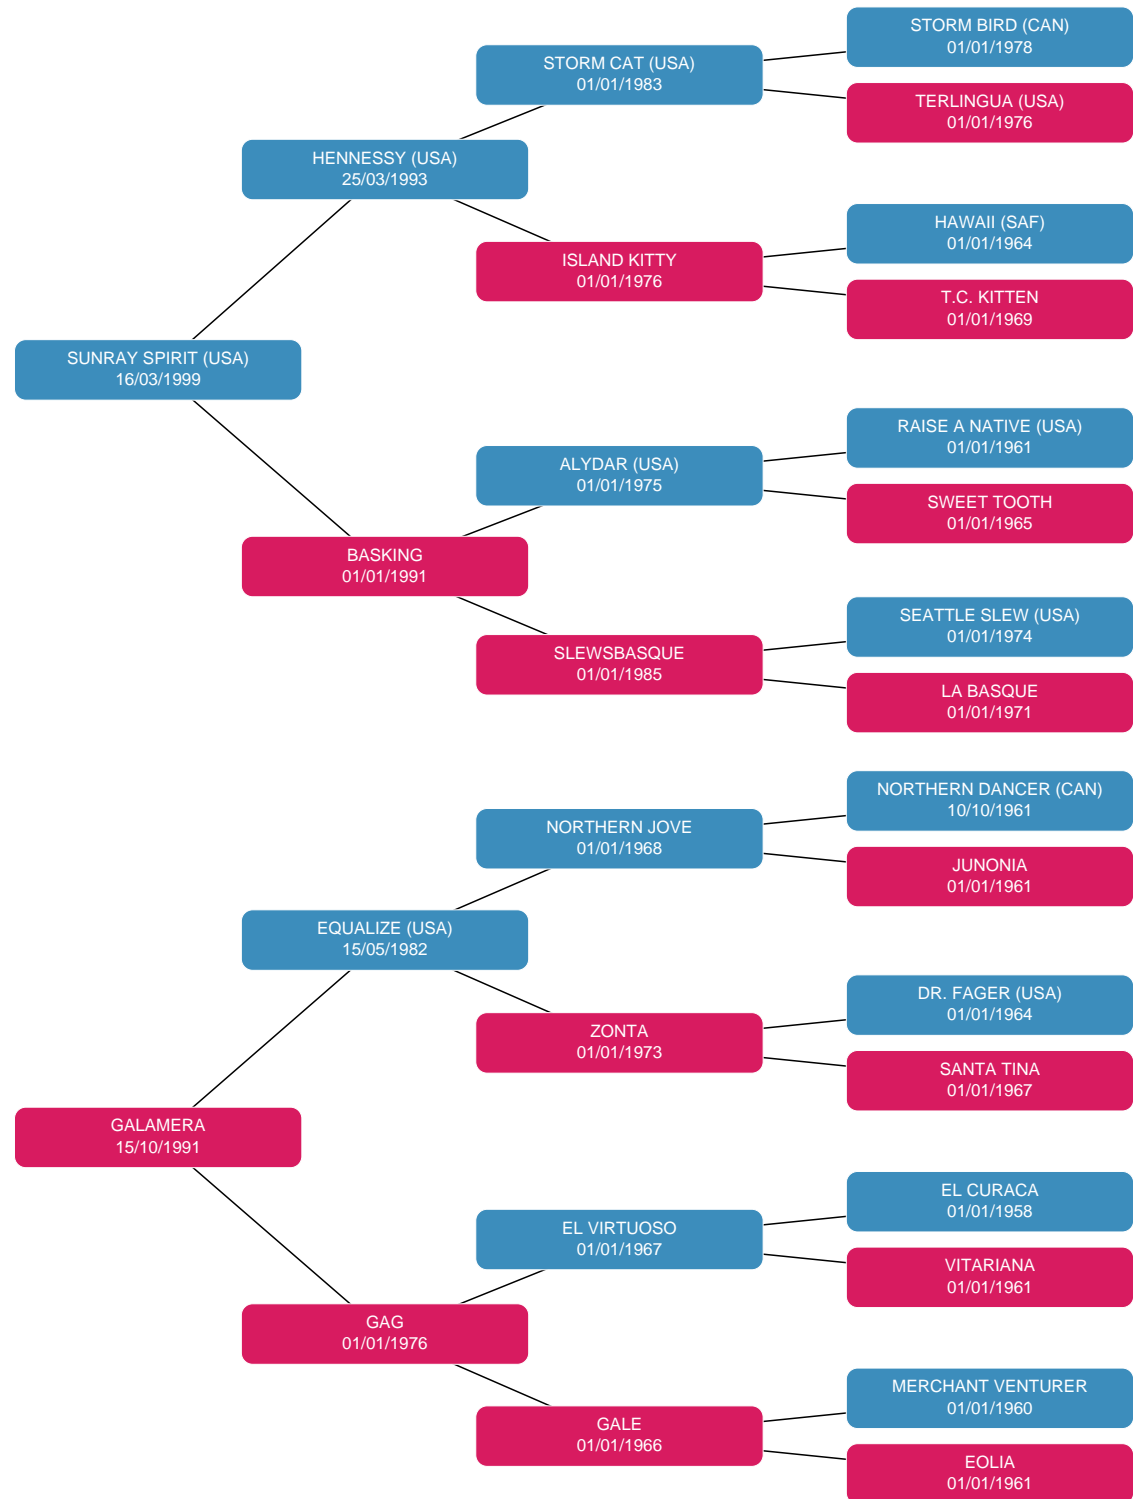 STORM BIRD (CAN)
01/01/1978
STORM CAT (USA)
01/01/1983
TERLINGUA (USA)
01/01/1976
HENNESSY (USA)
25/03/1993
HAWAII (SAF)
01/01/1964
ISLAND KITTY
01/01/1976
T.C. KITTEN
01/01/1969
SUNRAY SPIRIT (USA)
16/03/1999
RAISE A NATIVE (USA)
01/01/1961
ALYDAR (USA)
01/01/1975
SWEET TOOTH
01/01/1965
BASKING
01/01/1991
SEATTLE SLEW (USA)
01/01/1974
SLEWSBASQUE
01/01/1985
LA BASQUE
01/01/1971
NORTHERN DANCER (CAN)
10/10/1961
NORTHERN JOVE
01/01/1968
JUNONIA
01/01/1961
EQUALIZE (USA)
15/05/1982
DR. FAGER (USA)
01/01/1964
ZONTA
01/01/1973
SANTA TINA
01/01/1967
GALAMERA
15/10/1991
EL CURACA
01/01/1958
EL VIRTUOSO
01/01/1967
VITARIANA
01/01/1961
GAG
01/01/1976
MERCHANT VENTURER
01/01/1960
GALE
01/01/1966
EOLIA
01/01/1961